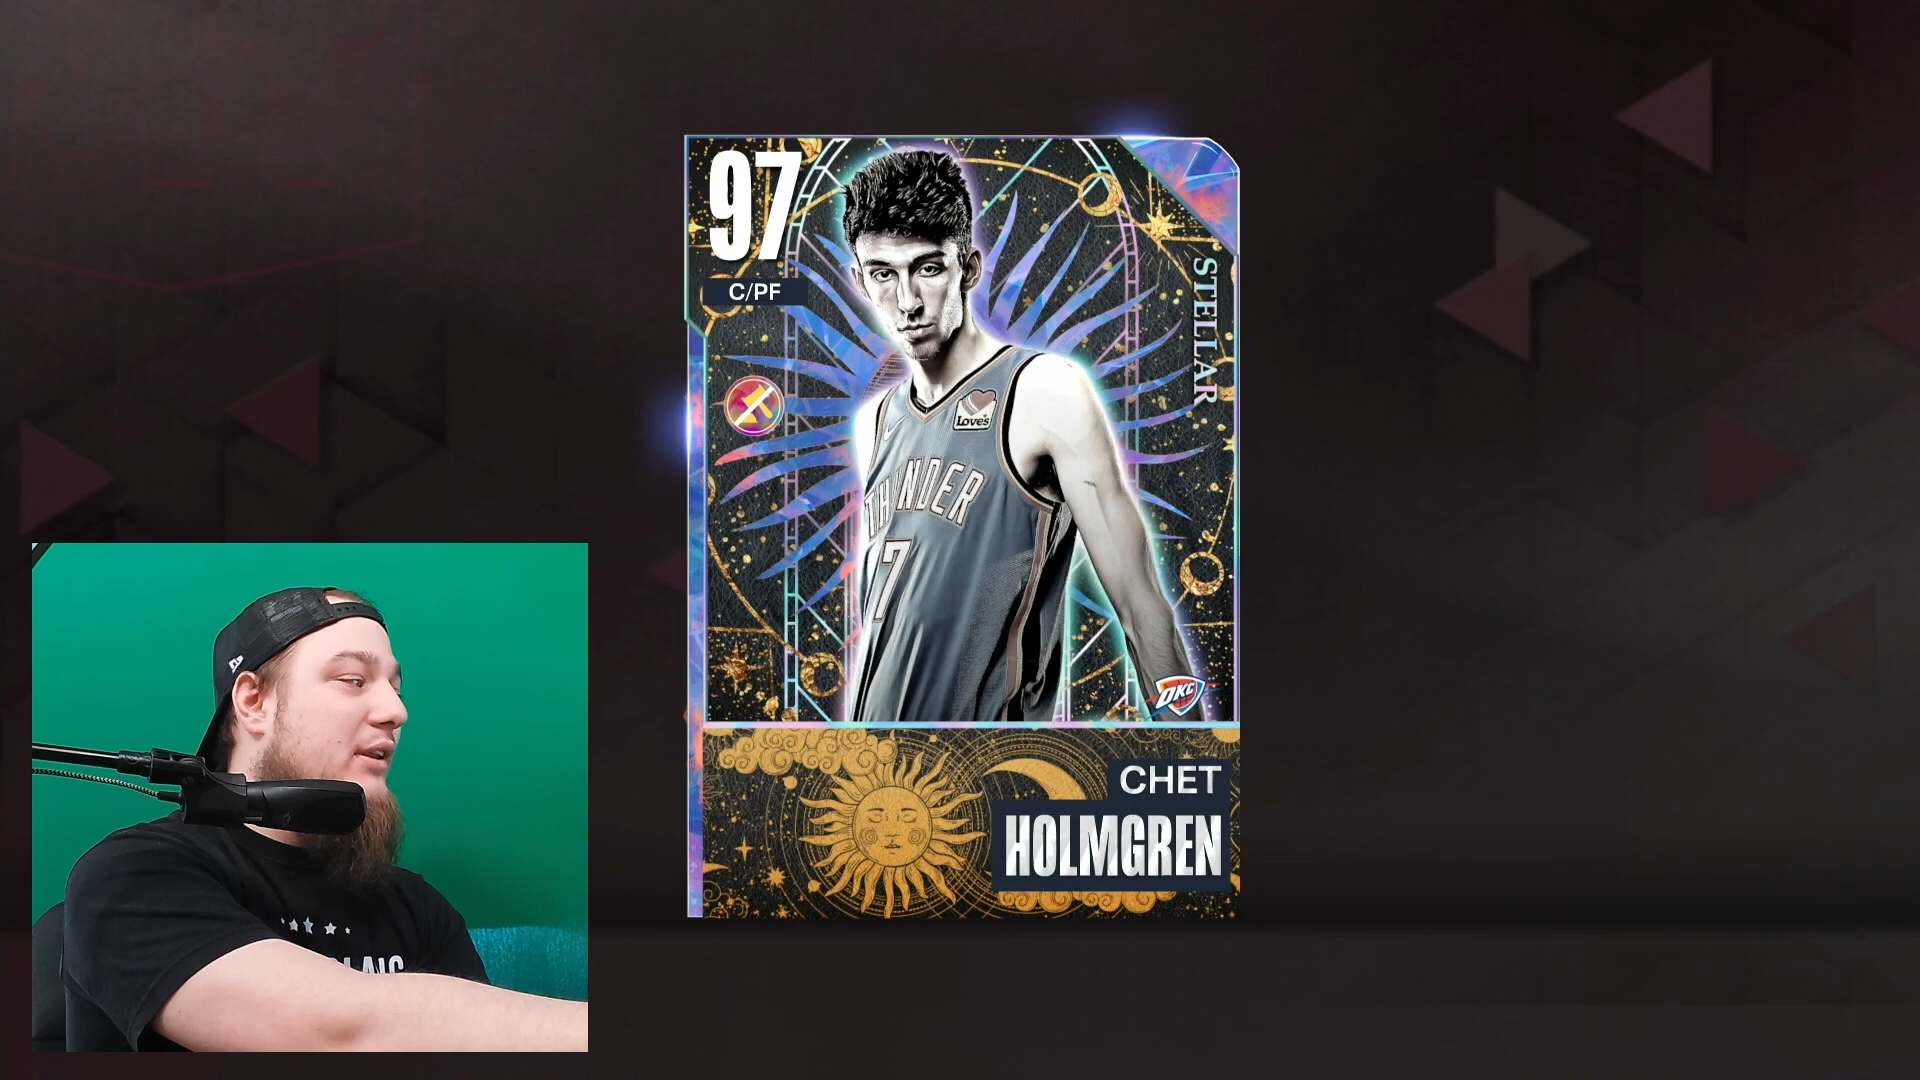 97
C/PF
STELLAR
Love's
THUNDER
7
OKC
CHET
HOLMGREN